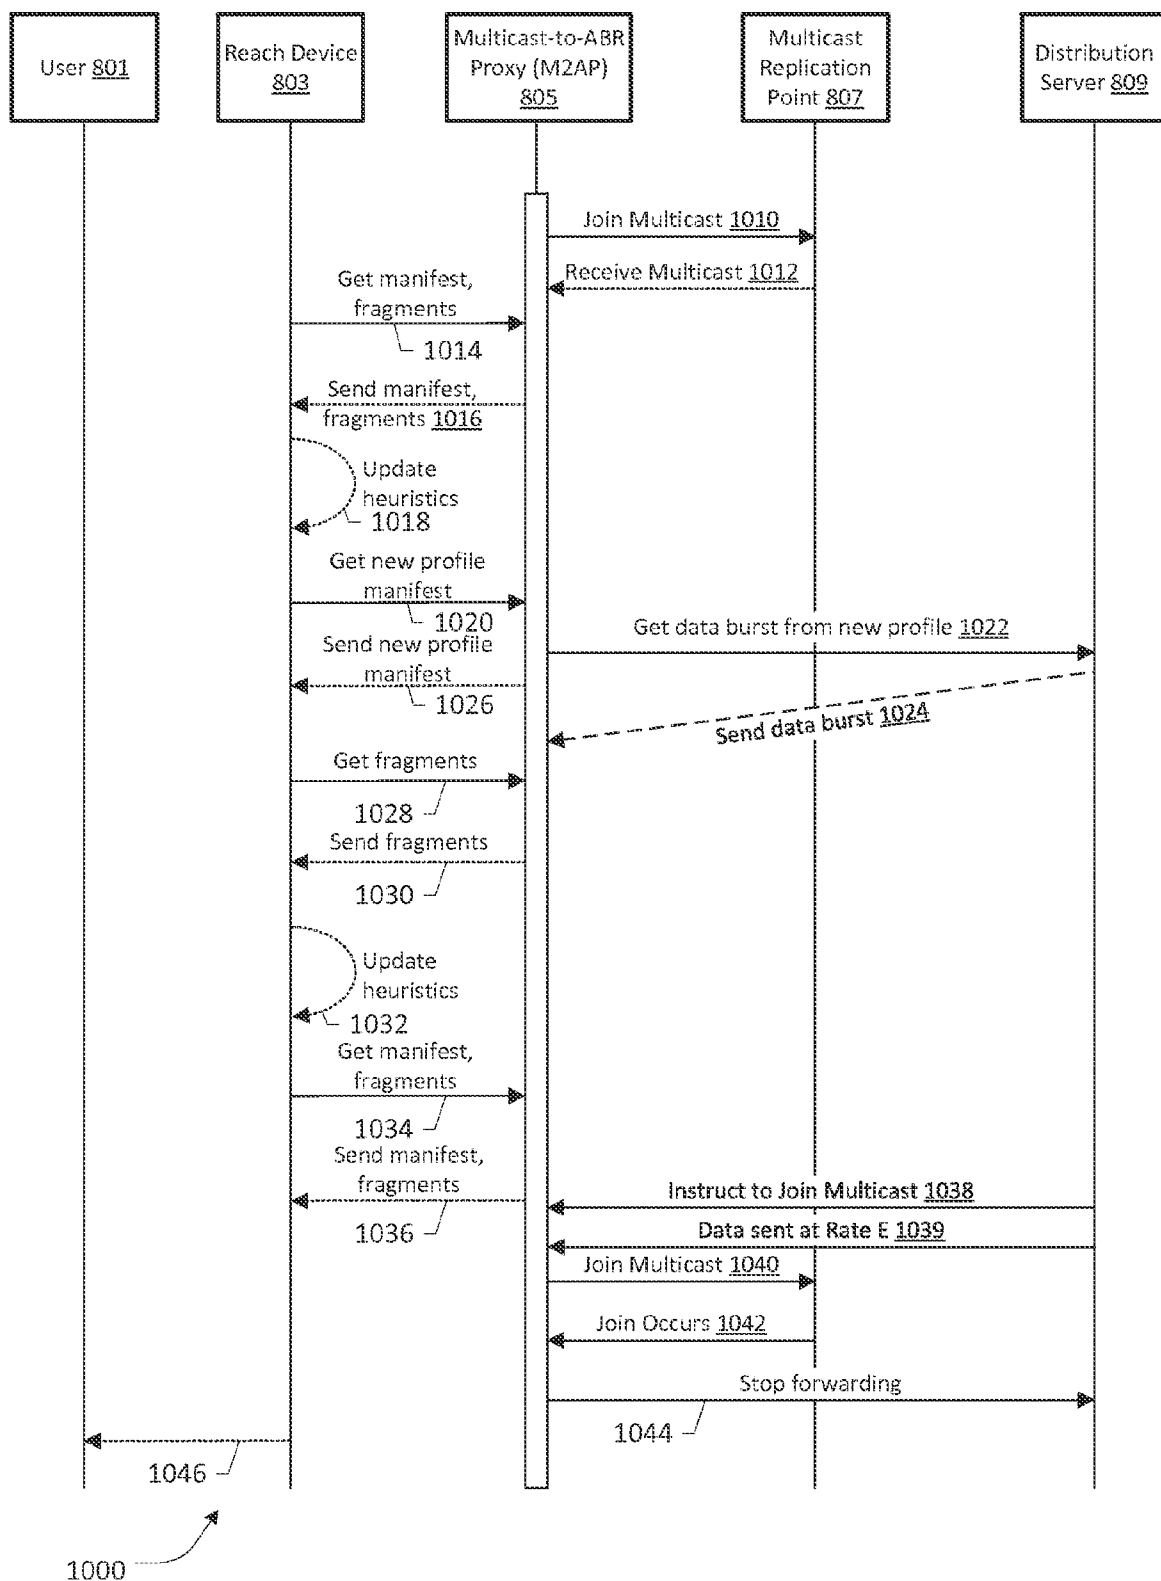 User 801
Reach Device
803
Multicast-to-ABR
Proxy (M2AP)
805
Multicast
Replication
Point 807
Distribution
Server 809
Join Multicast 1010
Receive Multicast 1012
Get manifest,
fragments
1014
Send manifest,
fragments 1016
Update
heuristics
1018
Get new profile
manifest
1020
Get data burst from new profile 1022
Send new profile
manifest
1026
Send data burst 1024
Get fragments
1028
Send fragments
1030
Update
heuristics
1032
Get manifest,
fragments
1034
Send manifest,
fragments
1036
Instruct to Join Multicast 1038
Data sent at Rate E 1039
Join Multicast 1040
Join Occurs 1042
Stop forwarding
1044
1046
1000